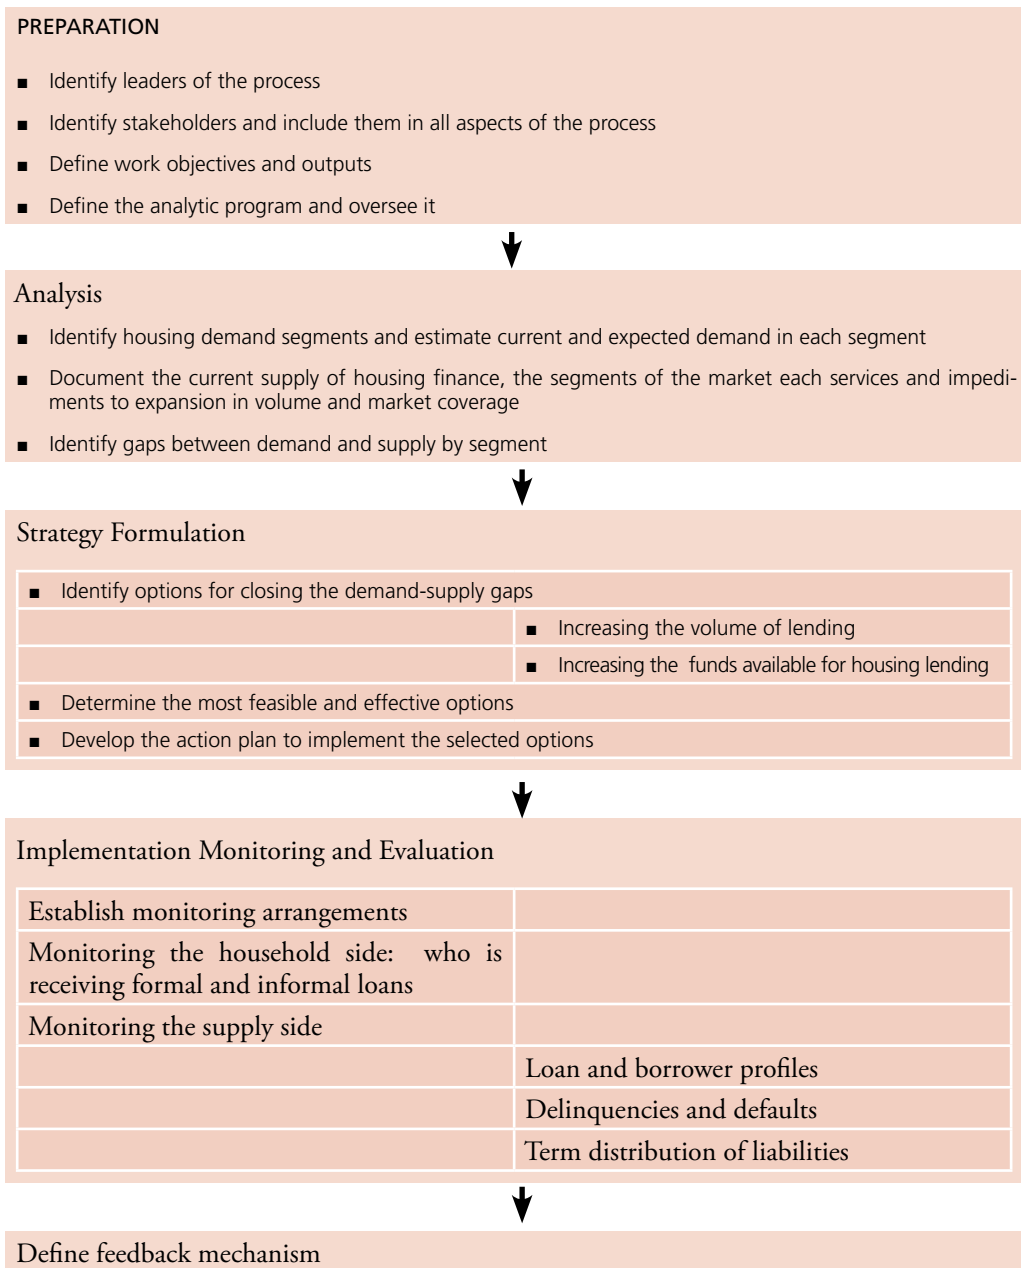 PREPARATION
■ Identify leaders of the process
■ Identify stakeholders and include them in all aspects of the process
■ Define work objectives and outputs
■ Define the analytic program and oversee it
Analysis
■ Identify housing demand segments and estimate current and expected demand in each segment
■ Document the current supply of housing finance, the segments of the market each services and impedi-
ments to expansion in volume and market coverage
■ Identify gaps between demand and supply by segment
Strategy Formulation
■ Identify options for closing the demand-supply gaps
■ Increasing the volume of lending
■ Increasing the funds available for housing lending
■ Determine the most feasible and effective options
■ Develop the action plan to implement the selected options
Implementation Monitoring and Evaluation
Establish monitoring arrangements
Monitoring the household side: who is
receiving formal and informal loans
Monitoring the supply side
Loan and borrower profiles
Delinquencies and defaults
Term distribution of liabilities
Define feedback mechanism